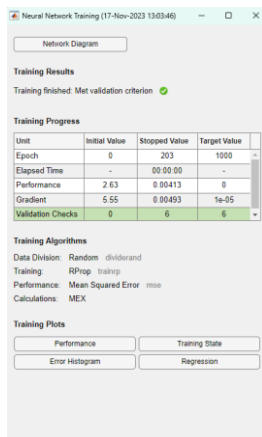 Neural Network Training (17-Nov-2023 13:03:46)
Network Diagram
Training Results
Training finished: Met validation criterion
Training Progress
Unit Initial Value Stopped Value Target Value
Epoch 0 203 1000
Elapsed Time - 00:00:00 -
Performance 2.63 0.00413 0
Gradient 5.55 0.00493 1e-05
Validation Checks 0 6 6
Training Algorithms
Data Division: Random dividerand
Training: RProp trainrp
Performance: Mean Squared Error mse
Calculations: MEX
Training Plots
Performance Training State
Error Histogram Regression